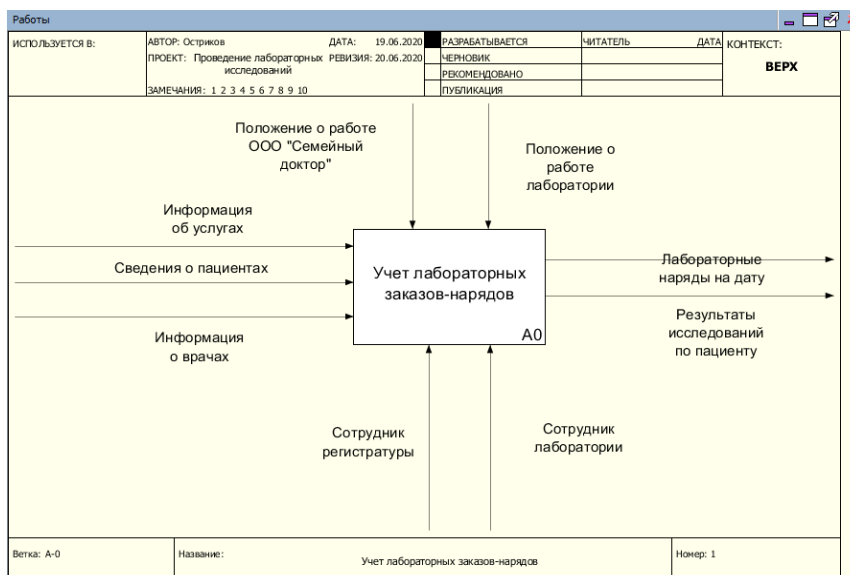 Работы
ИСПОЛЬЗУЕТСЯ В:
АВТОР: Остриков ДАТА: 19.06.2020
ПРОЕКТ: Проведение лабораторных исследований РЕВИЗИЯ: 20.06.2020
ЗАМЕЧАНИЯ: 1 2 3 4 5 6 7 8 9 10
РАЗРАБАТЫВАЕТСЯ
ЧЕРНОВИК
РЕКОМЕНДОВАНО
ПУБЛИКАЦИЯ
ЧИТАТЕЛЬ ДАТА
КОНТЕКСТ:
ВЕРХ
Положение о работе
ООО "Семейный
доктор"
Положение о
работе
лаборатории
Информация
об услугах
Сведения о пациентах
Информация
о врачах
Учет лабораторных
заказов-нарядов
A0
Лабораторные
наряды на дату
Результаты
исследований
по пациенту
Сотрудник
регистратуры
Сотрудник
лаборатории
Ветка: A-0
Название:
Учет лабораторных заказов-нарядов
Номер: 1